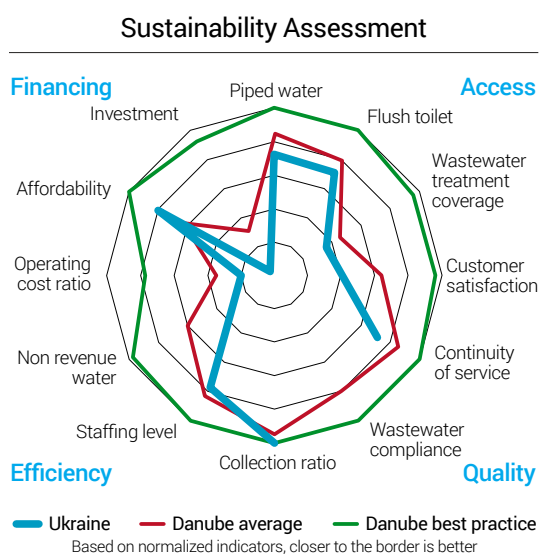 Sustainability Assessment
Financing
Access
Piped water
Investment
Flush toilet
Wastewater
treatment
coverage
Affordability
Operating
cost ratio
Customer
satisfaction
Non revenue
water
Continuity
of service
Staffing level
Wastewater
compliance
Collection ratio
Efficiency
Quality
Ukraine
Danube average
Danube best practice
Based on normalized indicators, closer to the border is better